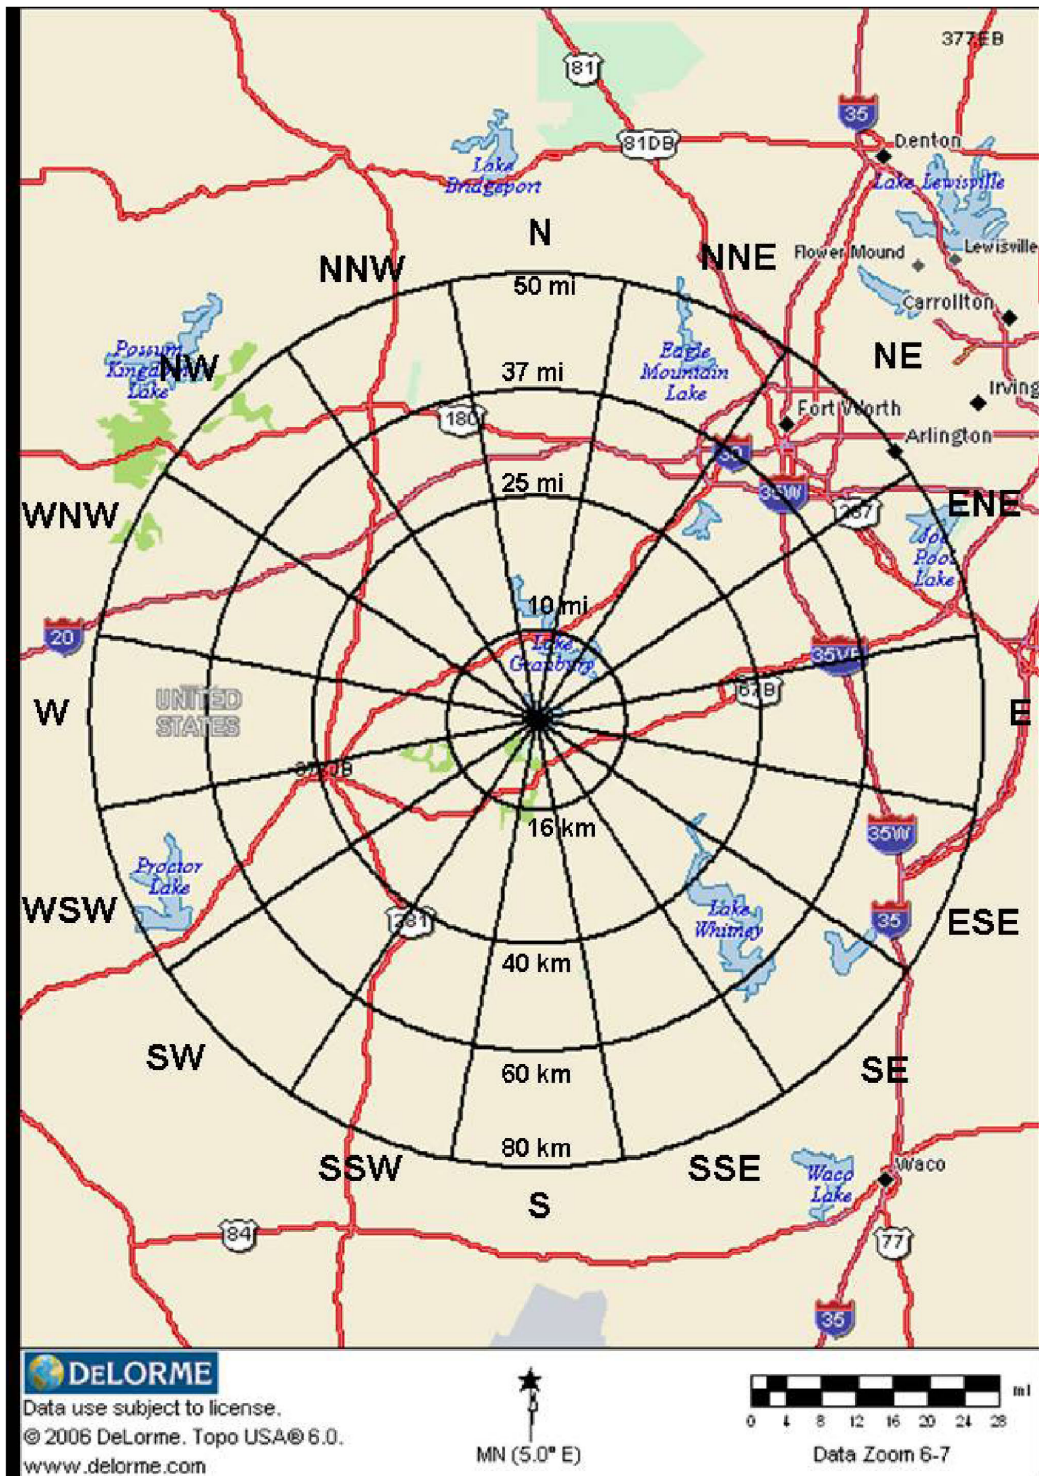 377EB
81
35
81DB
Denton
Lake
Bridgeport
Lake Lewisville
N
NNW
NNE
Flower Mound
Lewisville
50 mi
Carrollton
Possum
Kingdom
Lake
NW
Eagle
Mountain
Lake
NE
37 mi
Irving
180
Fort Worth
Arlington
25 mi
35W
WNW
287
ENE
Joe
Pool
Lake
10 mi
20
Lake
Granbury
W
UNITED
STATES
67B
E
16 km
35W
Proctor
Lake
WSW
281
Lake
Whitney
35
ESE
40 km
SW
60 km
SE
80 km
SSW
SSE
Waco
Lake
Waco
S
84
77
35
DELORME
Data use subject to license.
© 2006 DeLorme. Topo USA® 6.0.
www.delorme.com
MN (5.0° E)
mi
0 4 8 12 16 20 24 28
Data Zoom 6-7